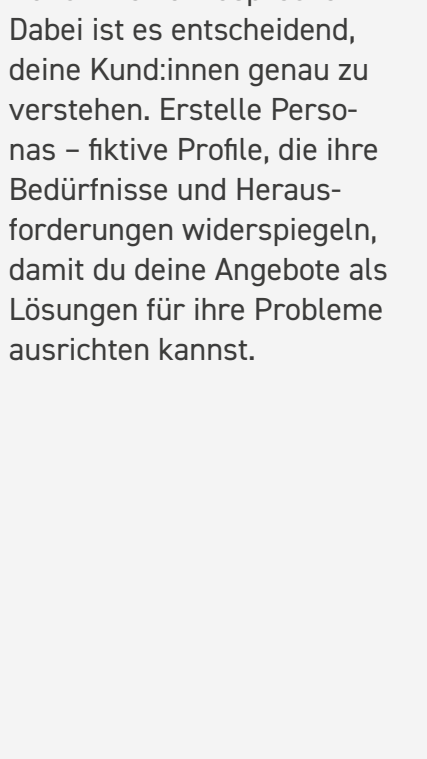 Dabei ist es entscheidend,
deine Kund:innen genau zu
verstehen. Erstelle Perso-
nas – fiktive Profile, die ihre
Bedürfnisse und Heraus-
forderungen widerspiegeln,
damit du deine Angebote als
Lösungen für ihre Probleme
ausrichten kannst.